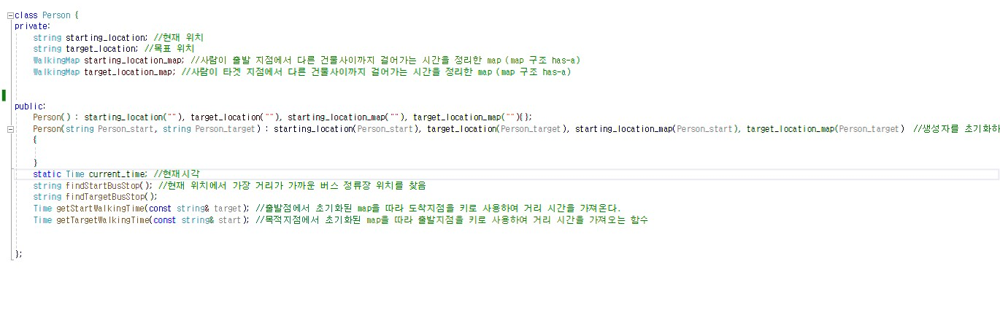 class Person {
private:
string starting_location; //현재 위치
string target_location; //목표 위치
WalkingMap starting_location_map; //사람이 출발 지점에서 다른 건물사이까지 걸어가는 시간을 정리한 map (map 구조 has-a)
WalkingMap target_location_map; //사람이 타겟 지점에서 다른 건물사이까지 걸어가는 시간을 정리한 map (map 구조 has-a)
public:
Person() : starting_location(""), target_location(""), starting_location_map(""), target_location_map(""){};
Person(string Person_start, string Person_target) : starting_location(Person_start), target_location(Person_target), starting_location_map(Person_start), target_location_map(Person_target) //생성자를 초기화하
{
}
static Time current_time; //현재시각
string findStartBusStop(); //현재 위치에서 가장 거리가 가까운 버스 정류장 위치를 찾음
string findTargetBusStop();
Time getStartWalkingTime(const string& target); //출발점에서 초기화된 map을 따라 도착지점을 키로 사용하여 거리 시간을 가져온다.
Time getTargetWalkingTime(const string& start); //목적지점에서 초기화된 map을 따라 출발지점을 키로 사용하여 거리 시간을 가져오는 함수
};